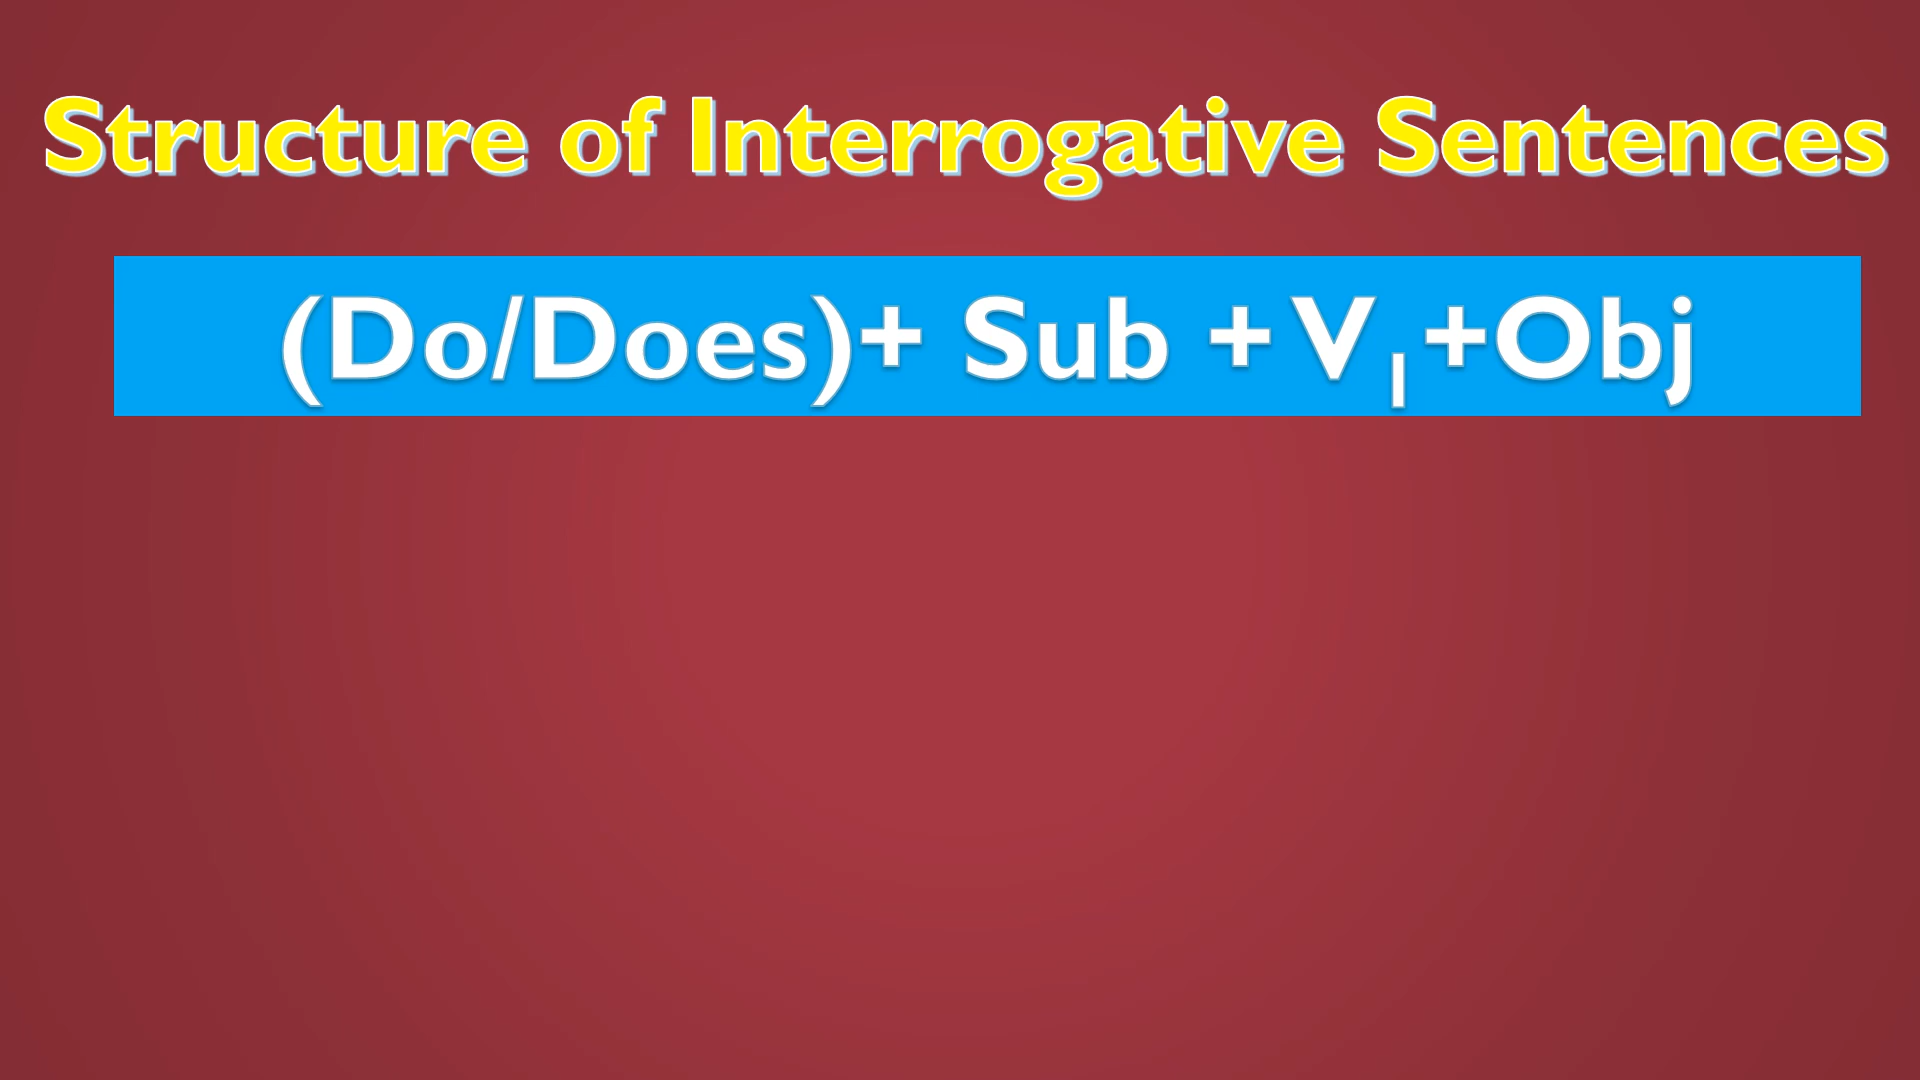 Structure of Interrogative Sentences
(Do/Does)+ Sub + V₁+Obj